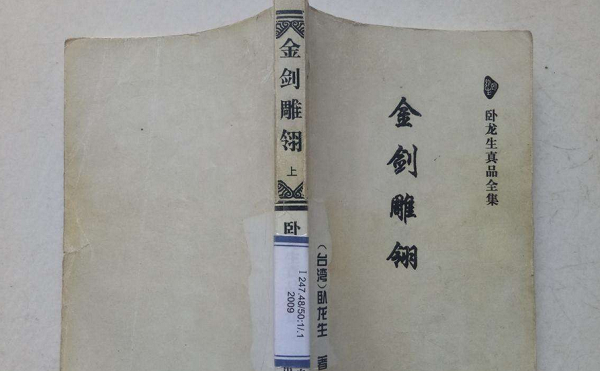 金剑雕翎
上
卧
I247.48/50:1/.1
2009
金剑雕翎
卧龙生真品全集
(台湾)卧龙生 著